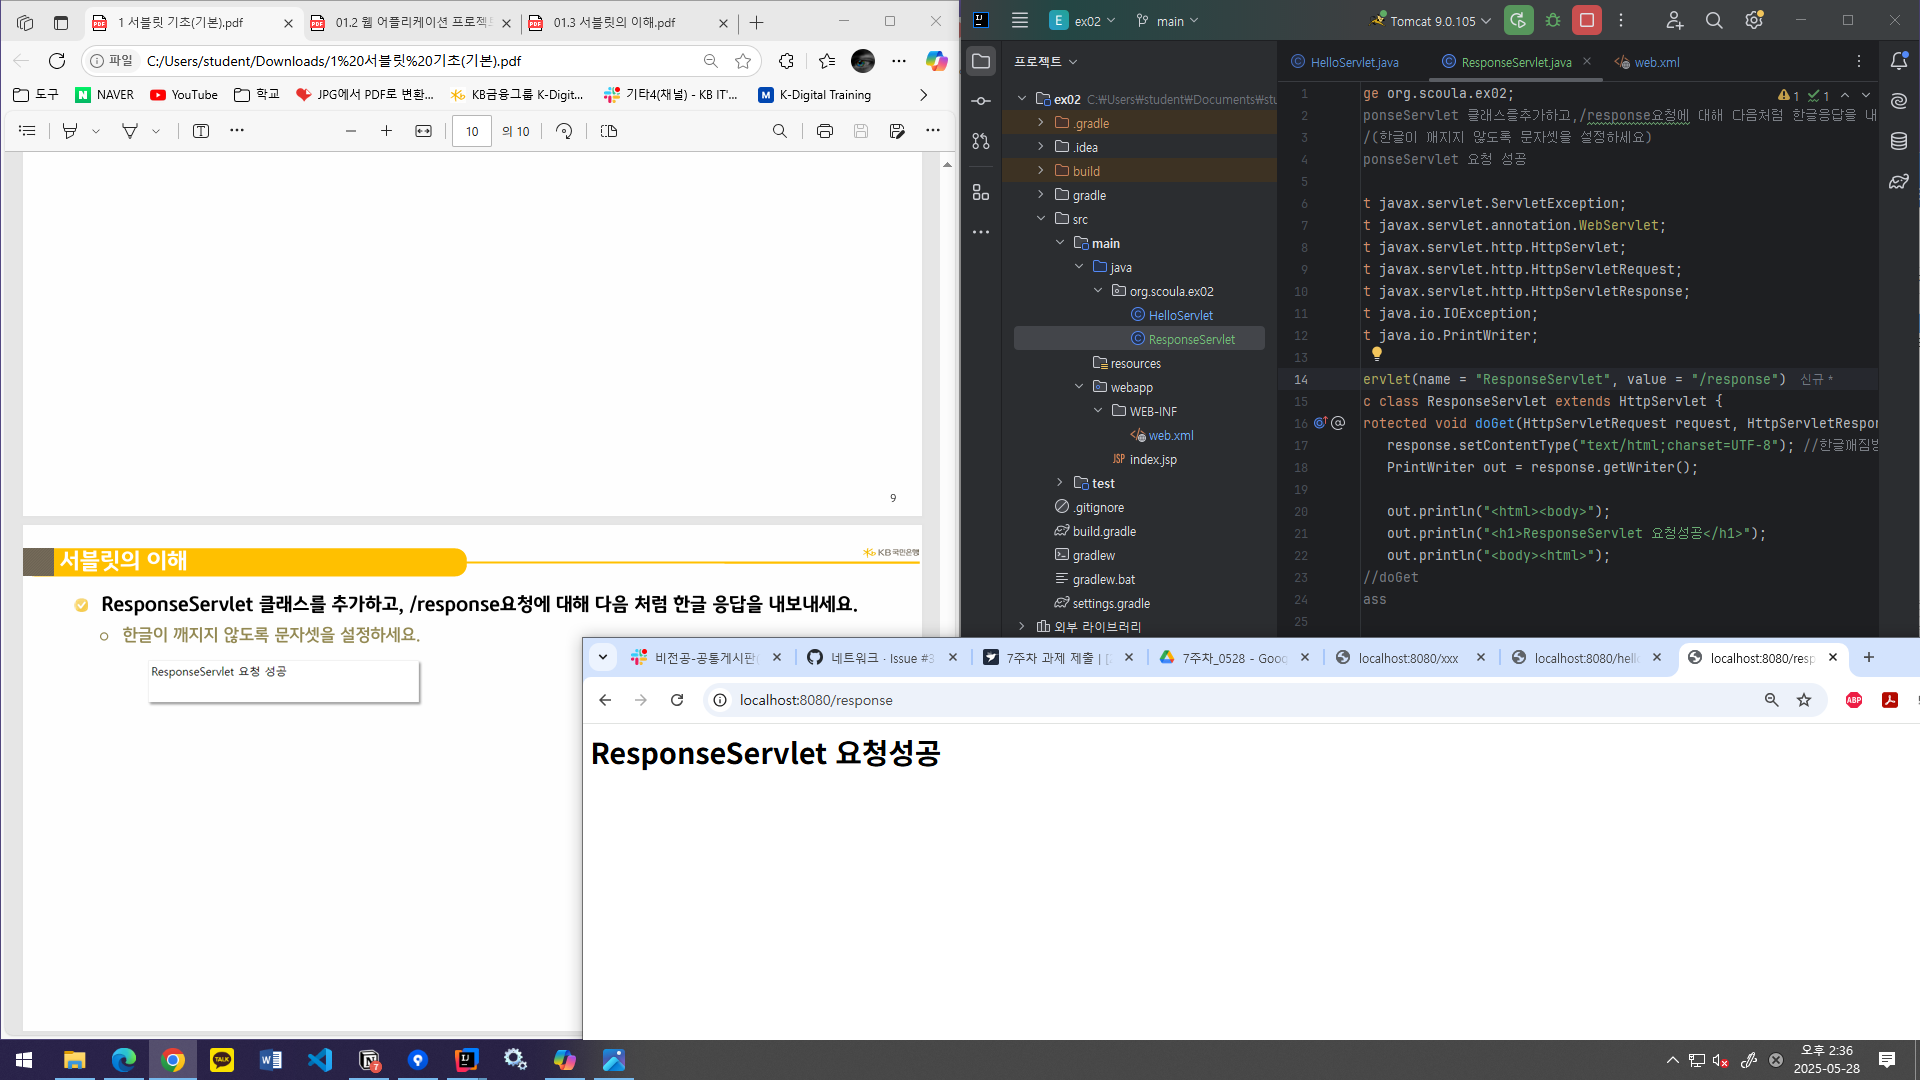 1 서블릿 기초(기본).pdf
01.2 웹 어플리케이션 프로젝트
01.3 서블릿의 이해.pdf
파일
C:/Users/student/Downloads/1%20서블릿%20기초(기본).pdf
도구
NAVER
YouTube
학교
JPG에서 PDF로 변환...
KB금융그룹 K-Digit...
기타4(채널) - KB IT'...
K-Digital Training
10
의 10
9
서블릿의 이해
KB 국민은행
ResponseServlet 클래스를 추가하고, /response요청에 대해 다음 처럼 한글 응답을 내보내세요.
한글이 깨지지 않도록 문자셋을 설정하세요.
ResponseServlet 요청 성공
E
ex02
main
Tomcat 9.0.105
프로젝트
HelloServlet.java
ResponseServlet.java
web.xml
ex02 C:₩Users₩student₩Documents₩stu
.gradle
.idea
build
gradle
src
main
java
org.scoula.ex02
HelloServlet
ResponseServlet
resources
webapp
WEB-INF
web.xml
JSP index.jsp
test
.gitignore
build.gradle
gradlew
gradlew.bat
settings.gradle
외부 라이브러리
1 ge org.scoula.ex02;
1
1
2 ponseServlet 클래스를추가하고,/response요청에 대해 다음처럼 한글응답을 내
3 /(한글이 깨지지 않도록 문자셋을 설정하세요)
4 ponseServlet 요청 성공
5
6 t javax.servlet.ServletException;
7 t javax.servlet.annotation.WebServlet;
8 t javax.servlet.http.HttpServlet;
9 t javax.servlet.http.HttpServletRequest;
10 t javax.servlet.http.HttpServletResponse;
11 t java.io.IOException;
12 t java.io.PrintWriter;
13
14 ervlet(name = "ResponseServlet", value = "/response") 신규 *
15 c class ResponseServlet extends HttpServlet {
16 rotected void doGet(HttpServletRequest request, HttpServletRespon
17 response.setContentType("text/html;charset=UTF-8"); //한글깨짐방
18 PrintWriter out = response.getWriter();
19
20 out.println("<html><body>");
21 out.println("<h1>ResponseServlet 요청성공</h1>");
22 out.println("<body><html>");
23 //doGet
24 ass
25
비전공-공통게시판
네트워크 · Issue #3
7주차 과제 제출 | [
7주차_0528 - Goog
localhost:8080/xxx
localhost:8080/hell
localhost:8080/resp
localhost:8080/response
ABP
ResponseServlet 요청성공
TALK
7
오후 2:36
2025-05-28